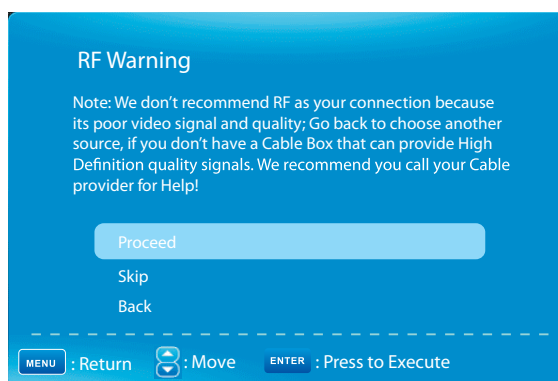 RF Warning
Note: We don't recommend RF as your connection because
its poor video signal and quality; Go back to choose another
source, if you don't have a Cable Box that can provide High
Definition quality signals. We recommend you call your Cable
provider for Help!
Proceed
Skip
Back
MENU : Return : Move ENTER : Press to Execute